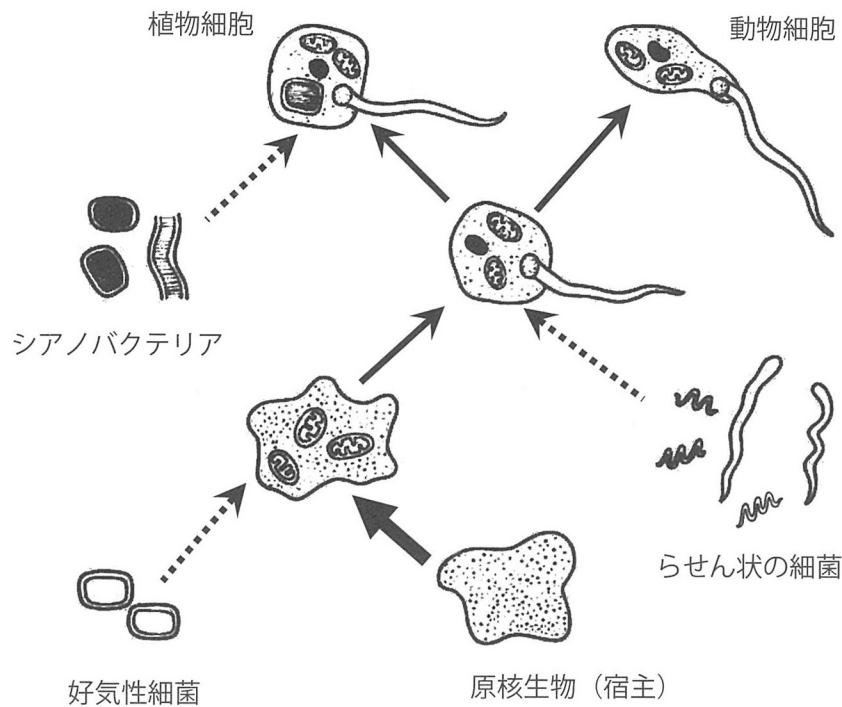 植物細胞
動物細胞
シアノバクテリア
らせん状の細菌
好気性細菌
原核生物（宿主）